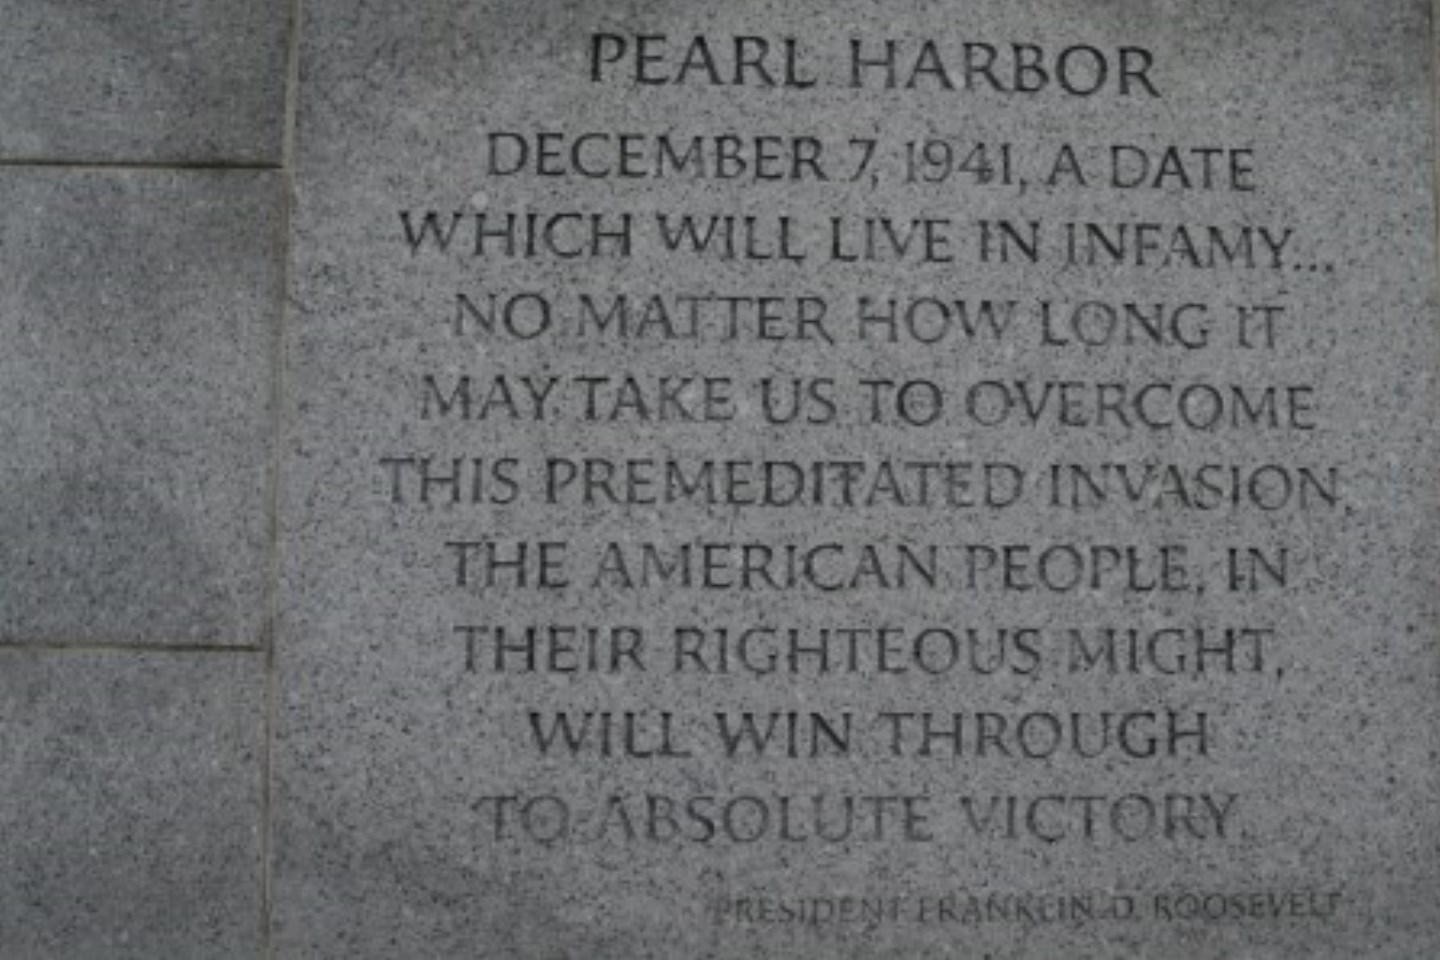 PEARL HARBOR
DECEMBER 7, 1941, A DATE
WHICH WILL LIVE IN INFAMY...
NO MATTER HOW LONG IT
MAY TAKE US TO OVERCOME
THIS PREMEDITATED INVASION,
THE AMERICAN PEOPLE, IN
THEIR RIGHTEOUS MIGHT,
WILL WIN THROUGH
TO ABSOLUTE VICTORY.
PRESIDENT FRANKLIN D. ROOSEVELT